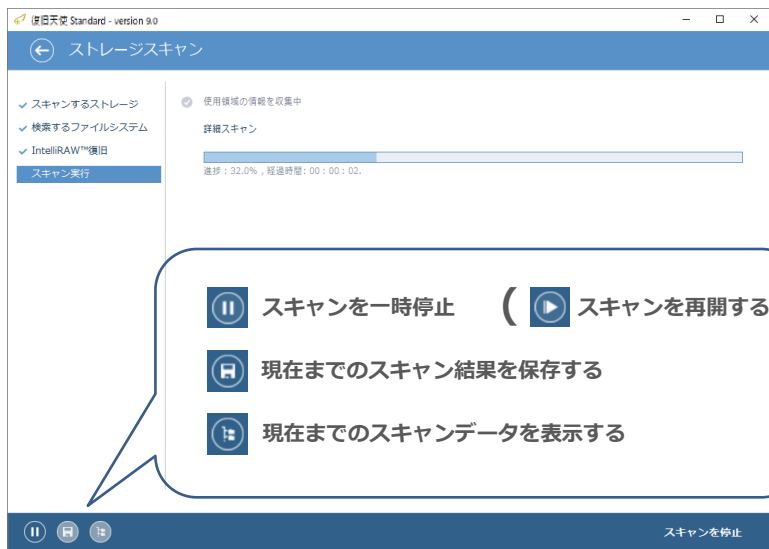 復旧天使 Standard - version 9.0
ストレージスキャン
スキャンするストレージ
検索するファイルシステム
IntelliRAW™復旧
スキャン実行
使用領域の情報を収集中
詳細スキャン
進捗 : 32.0% , 経過時間: 00 : 00 : 02.
スキャンを一時停止 ( スキャンを再開する
現在までのスキャン結果を保存する
現在までのスキャンデータを表示する
スキャンを停止